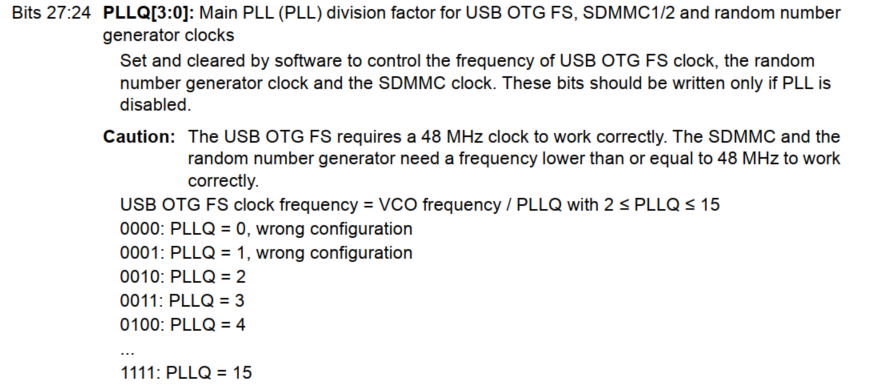 Bits 27:24 PLLQ[3:0]: Main PLL (PLL) division factor for USB OTG FS, SDMMC1/2 and random number
generator clocks
Set and cleared by software to control the frequency of USB OTG FS clock, the random
number generator clock and the SDMMC clock. These bits should be written only if PLL is
disabled.
Caution: The USB OTG FS requires a 48 MHz clock to work correctly. The SDMMC and the
random number generator need a frequency lower than or equal to 48 MHz to work
correctly.
USB OTG FS clock frequency = VCO frequency / PLLQ with 2 ≤ PLLQ ≤ 15
0000: PLLQ = 0, wrong configuration
0001: PLLQ = 1, wrong configuration
0010: PLLQ = 2
0011: PLLQ = 3
0100: PLLQ = 4
...
1111: PLLQ = 15